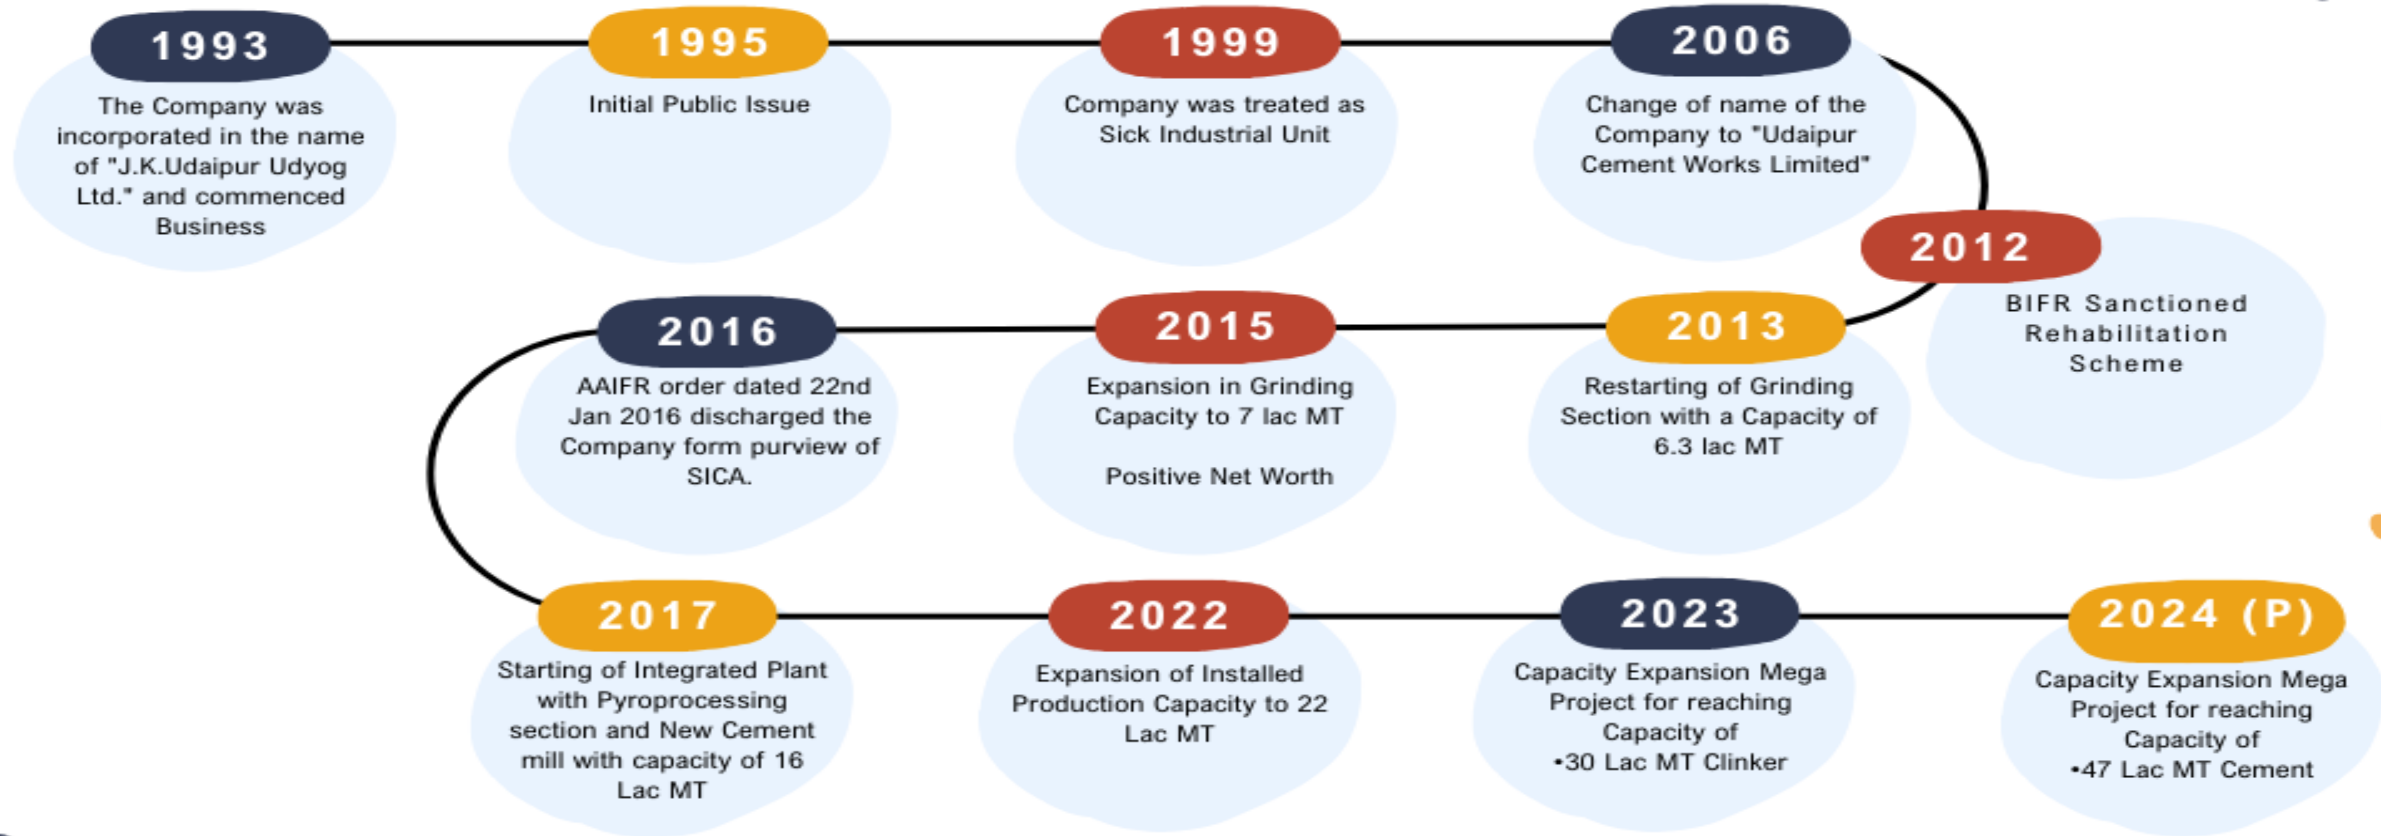 1993
The Company was
incorporated in the name
of "J.K.Udaipur Udyog
Ltd." and commenced
Business
1995
Initial Public Issue
1999
Company was treated as
Sick Industrial Unit
2006
Change of name of the
Company to "Udaipur
Cement Works Limited"
2012
BIFR Sanctioned
Rehabilitation
Scheme
2013
Restarting of Grinding
Section with a Capacity of
6.3 lac MT
2015
Expansion in Grinding
Capacity to 7 lac MT
Positive Net Worth
2016
AAIFR order dated 22nd
Jan 2016 discharged the
Company form purview of
SICA.
2017
Starting of Integrated Plant
with Pyroprocessing
section and New Cement
mill with capacity of 16
Lac MT
2022
Expansion of Installed
Production Capacity to 22
Lac MT
2023
Capacity Expansion Mega
Project for reaching
Capacity of
•30 Lac MT Clinker
2024 (P)
Capacity Expansion Mega
Project for reaching
Capacity of
•47 Lac MT Cement